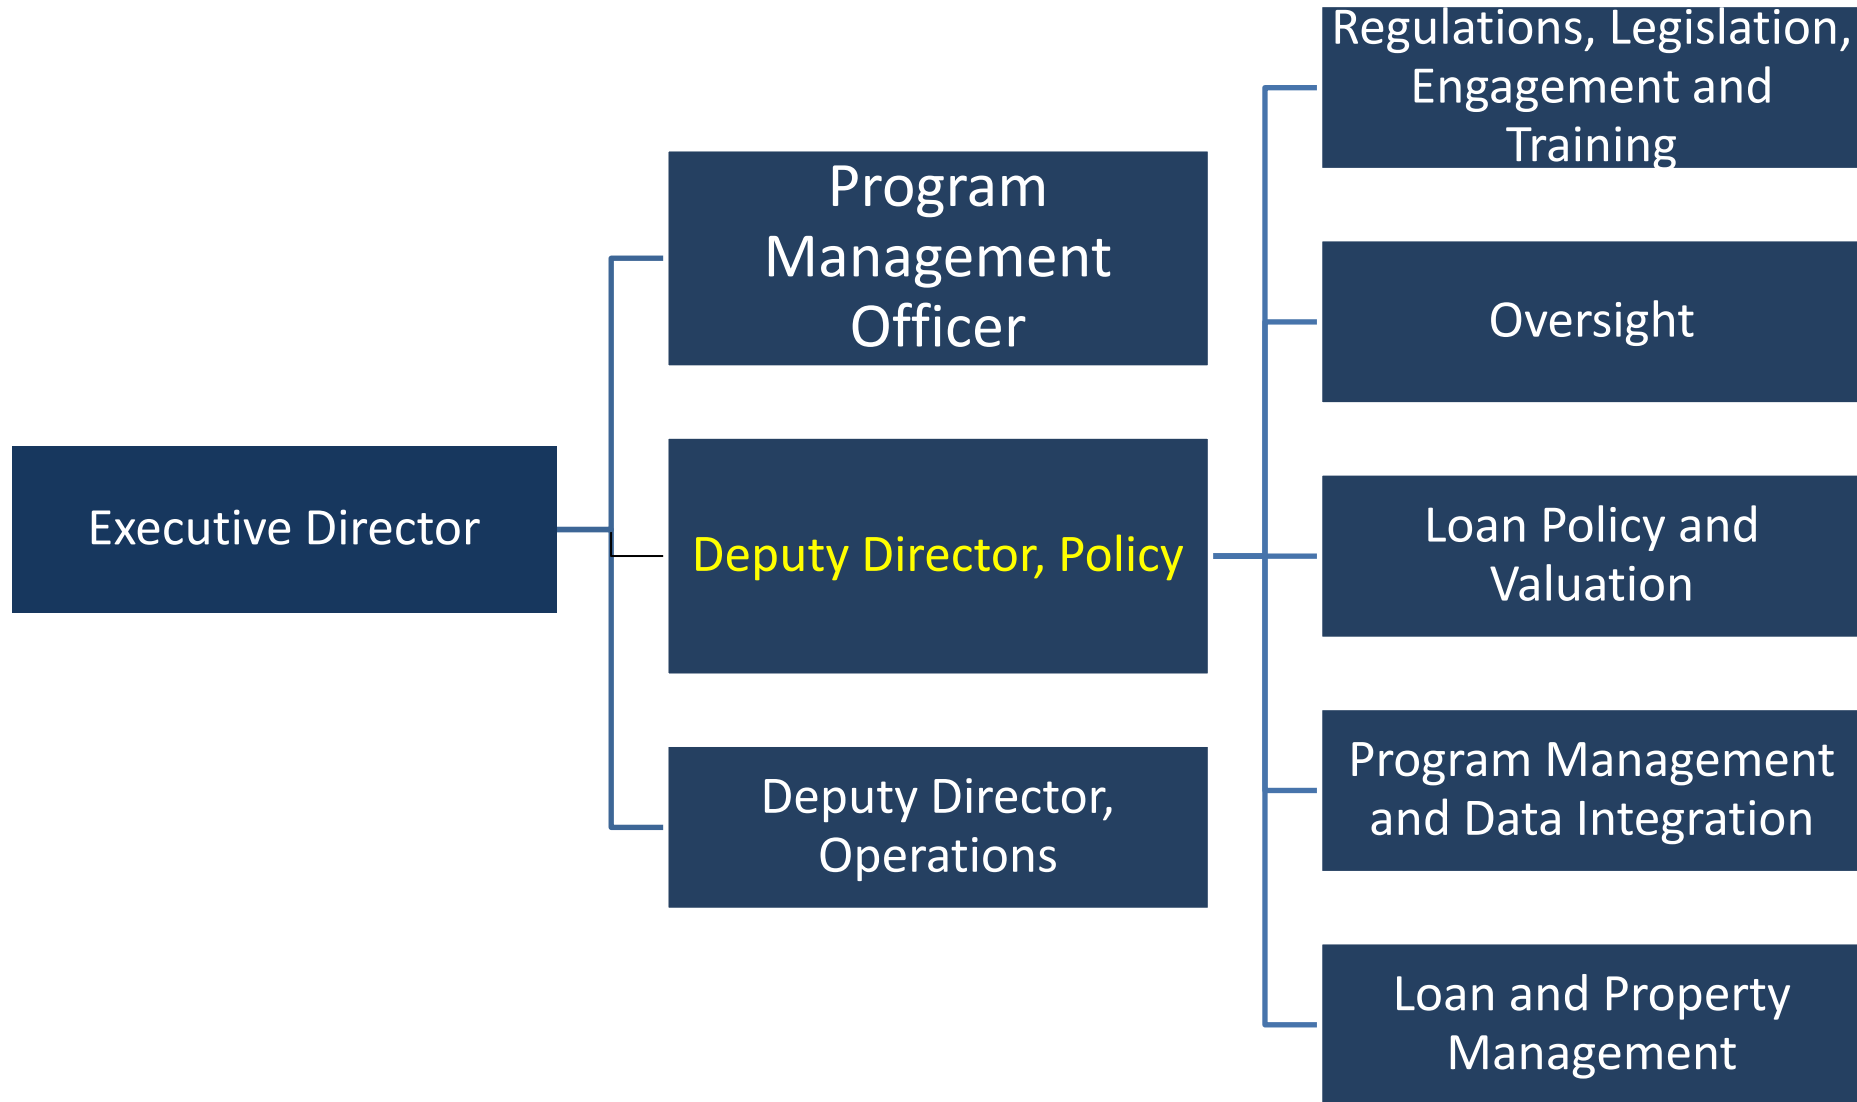 Executive Director
Program
Management
Officer
Deputy Director, Policy
Deputy Director,
Operations
Regulations, Legislation,
Engagement and
Training
Oversight
Loan Policy and
Valuation
Program Management
and Data Integration
Loan and Property
Management